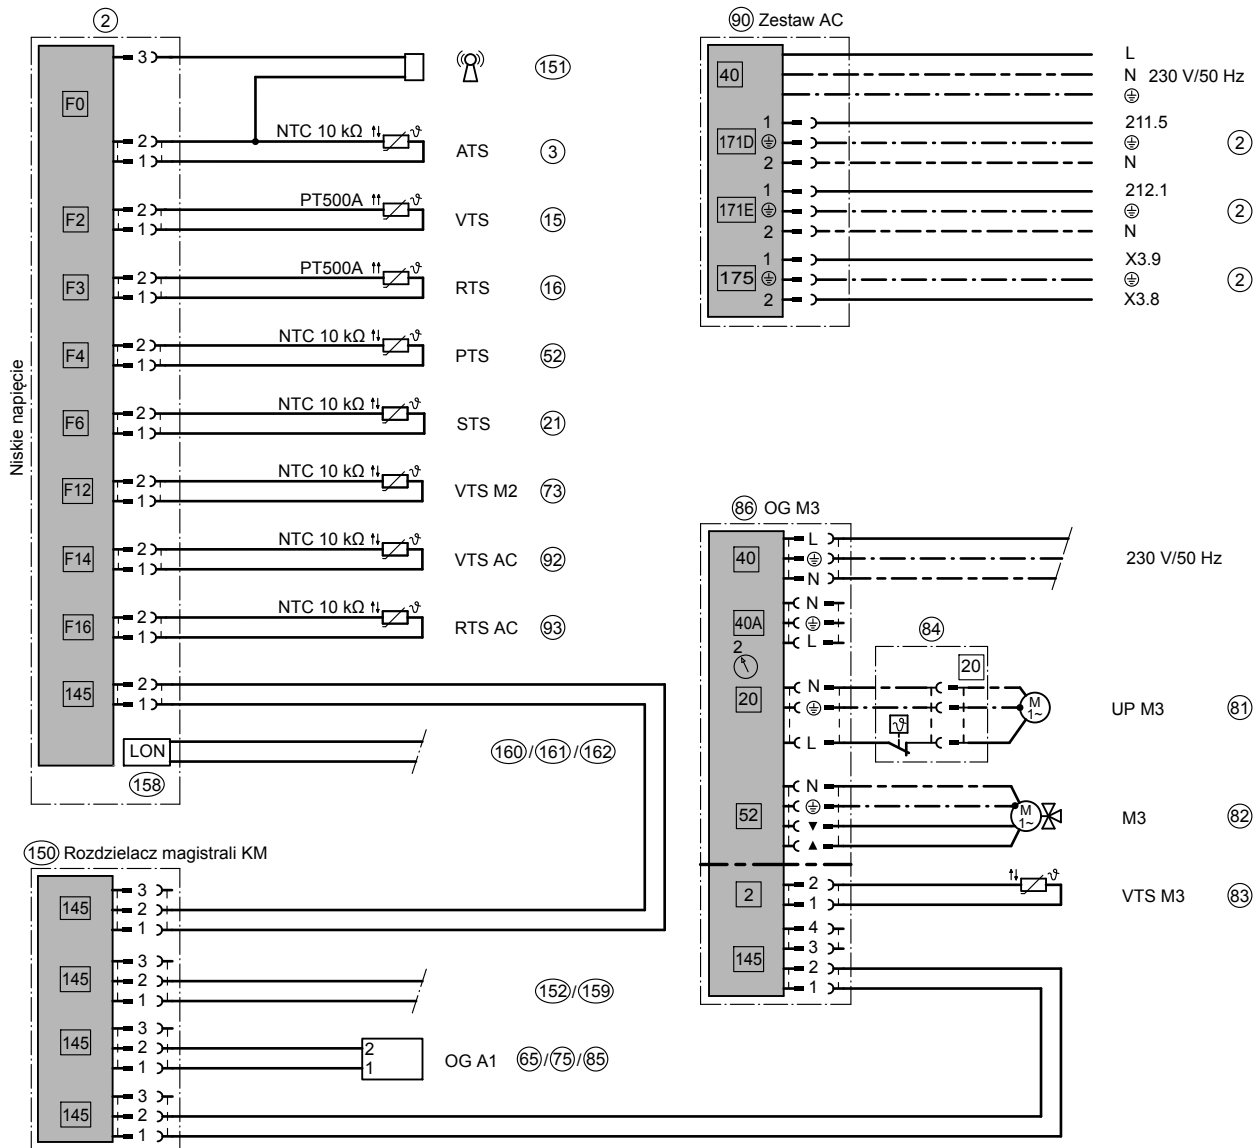 2
Niskie napięcie
3
151
F0
2 NTC 10 kΩ ϑ
1 ATS 3
F2
2 PT500A ϑ
1 VTS 15
F3
2 PT500A ϑ
1 RTS 16
F4
2 NTC 10 kΩ ϑ
1 PTS 52
F6
2 NTC 10 kΩ ϑ
1 STS 21
F12
2 NTC 10 kΩ ϑ
1 VTS M2 73
F14
2 NTC 10 kΩ ϑ
1 VTS AC 92
F16
2 NTC 10 kΩ ϑ
1 RTS AC 93
145
2
1
LON
158
160/161/162
150 Rozdzielacz magistrali KM
145
3
2
1
145
3
2
1
152/159
145
3
2 2
1 1
OG A1 65/75/85
145
3
2
1
90 Zestaw AC
40
L
N 230 V/50 Hz
171D
1 211.5
2
2 N
171E
1 212.1
2
2 N
175
1 X3.9
2
2 X3.8
86 OG M3
40
L
N
230 V/50 Hz
40A
N
L
2
84
20
20
N
L
ϑ
M
1~
UP M3 81
52
N
M
1~
M3 82
2
2 ϑ
1
VTS M3 83
145
4
3
2
1